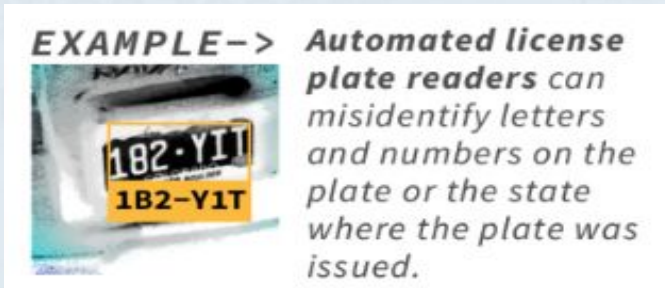 EXAMPLE->
182·YIT
1B2-Y1T
Automated license
plate readers can
misidentify letters
and numbers on the
plate or the state
where the plate was
issued.